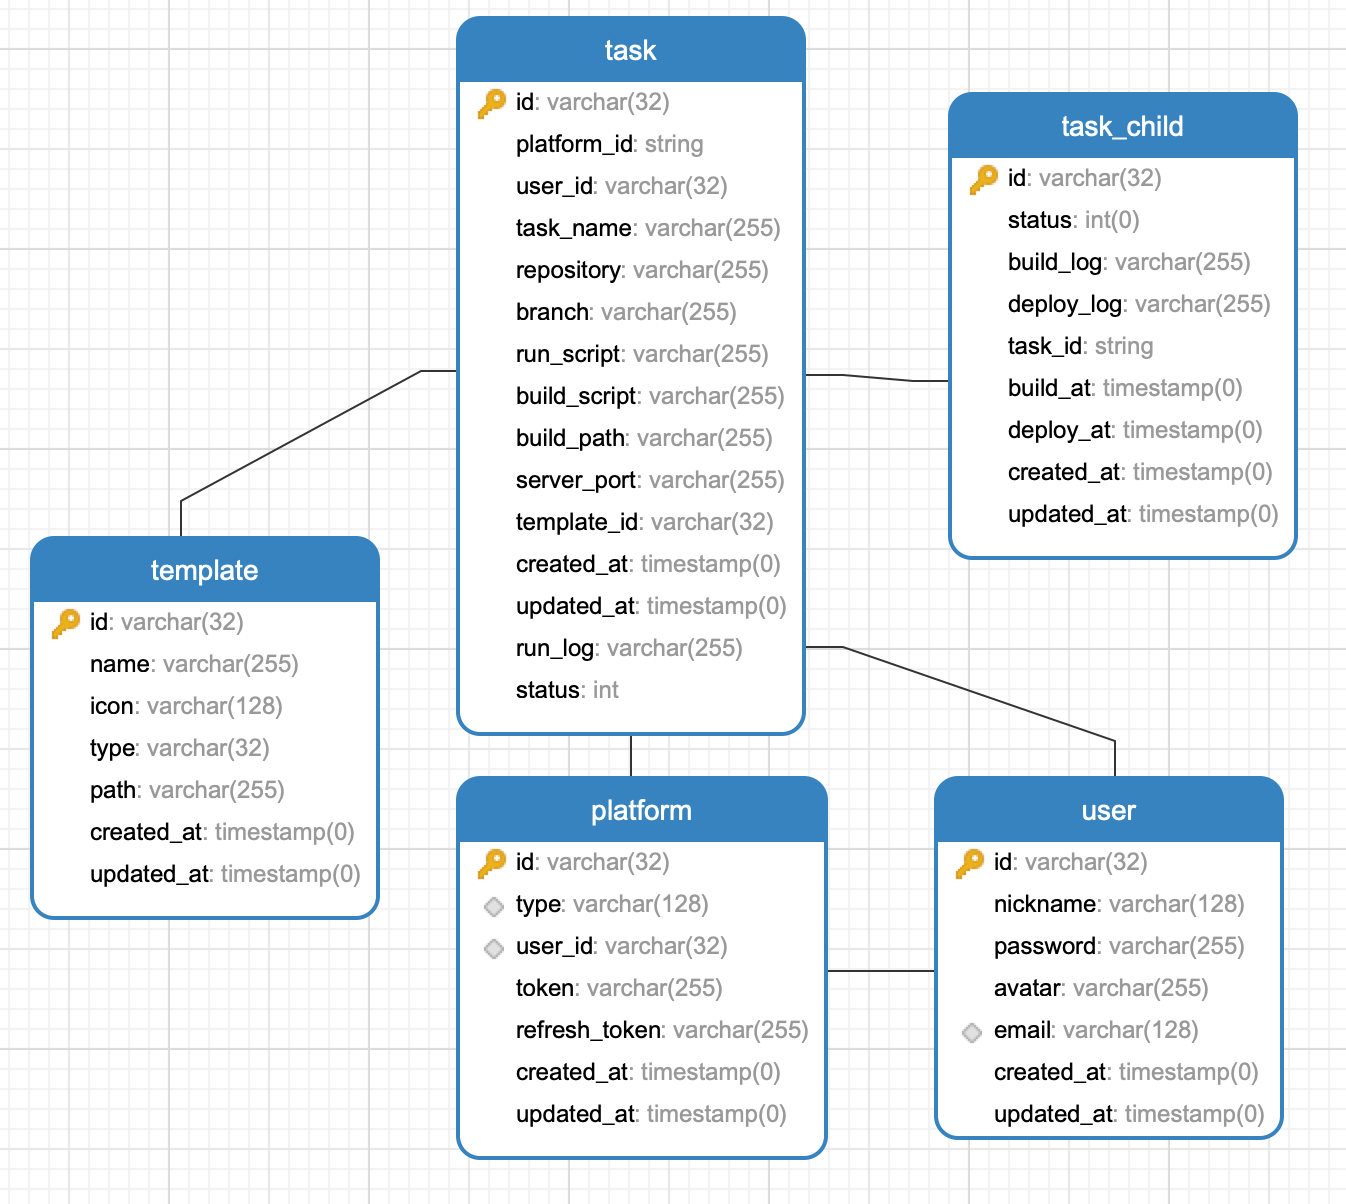 task
id: varchar(32)
platform_id: string
user_id: varchar(32)
task_name: varchar(255)
repository: varchar(255)
branch: varchar(255)
run_script: varchar(255)
build_script: varchar(255)
build_path: varchar(255)
server_port: varchar(255)
template_id: varchar(32)
created_at: timestamp(0)
updated_at: timestamp(0)
run_log: varchar(255)
status: int
task_child
id: varchar(32)
status: int(0)
build_log: varchar(255)
deploy_log: varchar(255)
task_id: string
build_at: timestamp(0)
deploy_at: timestamp(0)
created_at: timestamp(0)
updated_at: timestamp(0)
template
id: varchar(32)
name: varchar(255)
icon: varchar(128)
type: varchar(32)
path: varchar(255)
created_at: timestamp(0)
updated_at: timestamp(0)
platform
id: varchar(32)
type: varchar(128)
user_id: varchar(32)
token: varchar(255)
refresh_token: varchar(255)
created_at: timestamp(0)
updated_at: timestamp(0)
user
id: varchar(32)
nickname: varchar(128)
password: varchar(255)
avatar: varchar(255)
email: varchar(128)
created_at: timestamp(0)
updated_at: timestamp(0)